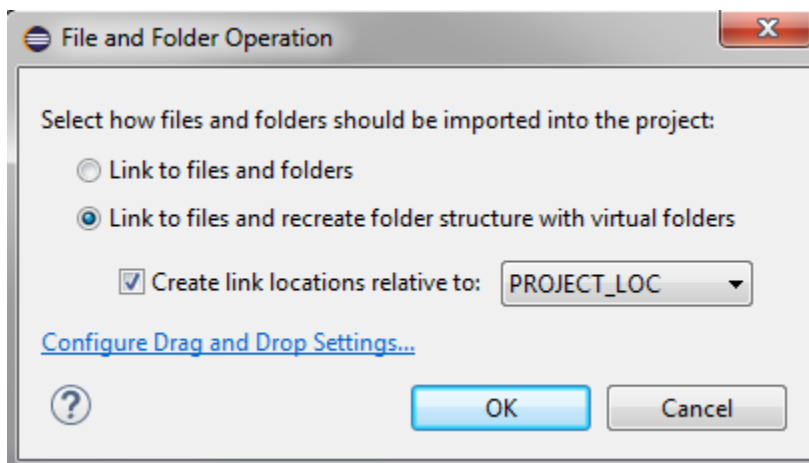 File and Folder Operation
Select how files and folders should be imported into the project:
Link to files and folders
Link to files and recreate folder structure with virtual folders
Create link locations relative to: PROJECT_LOC
Configure Drag and Drop Settings...
? OK Cancel